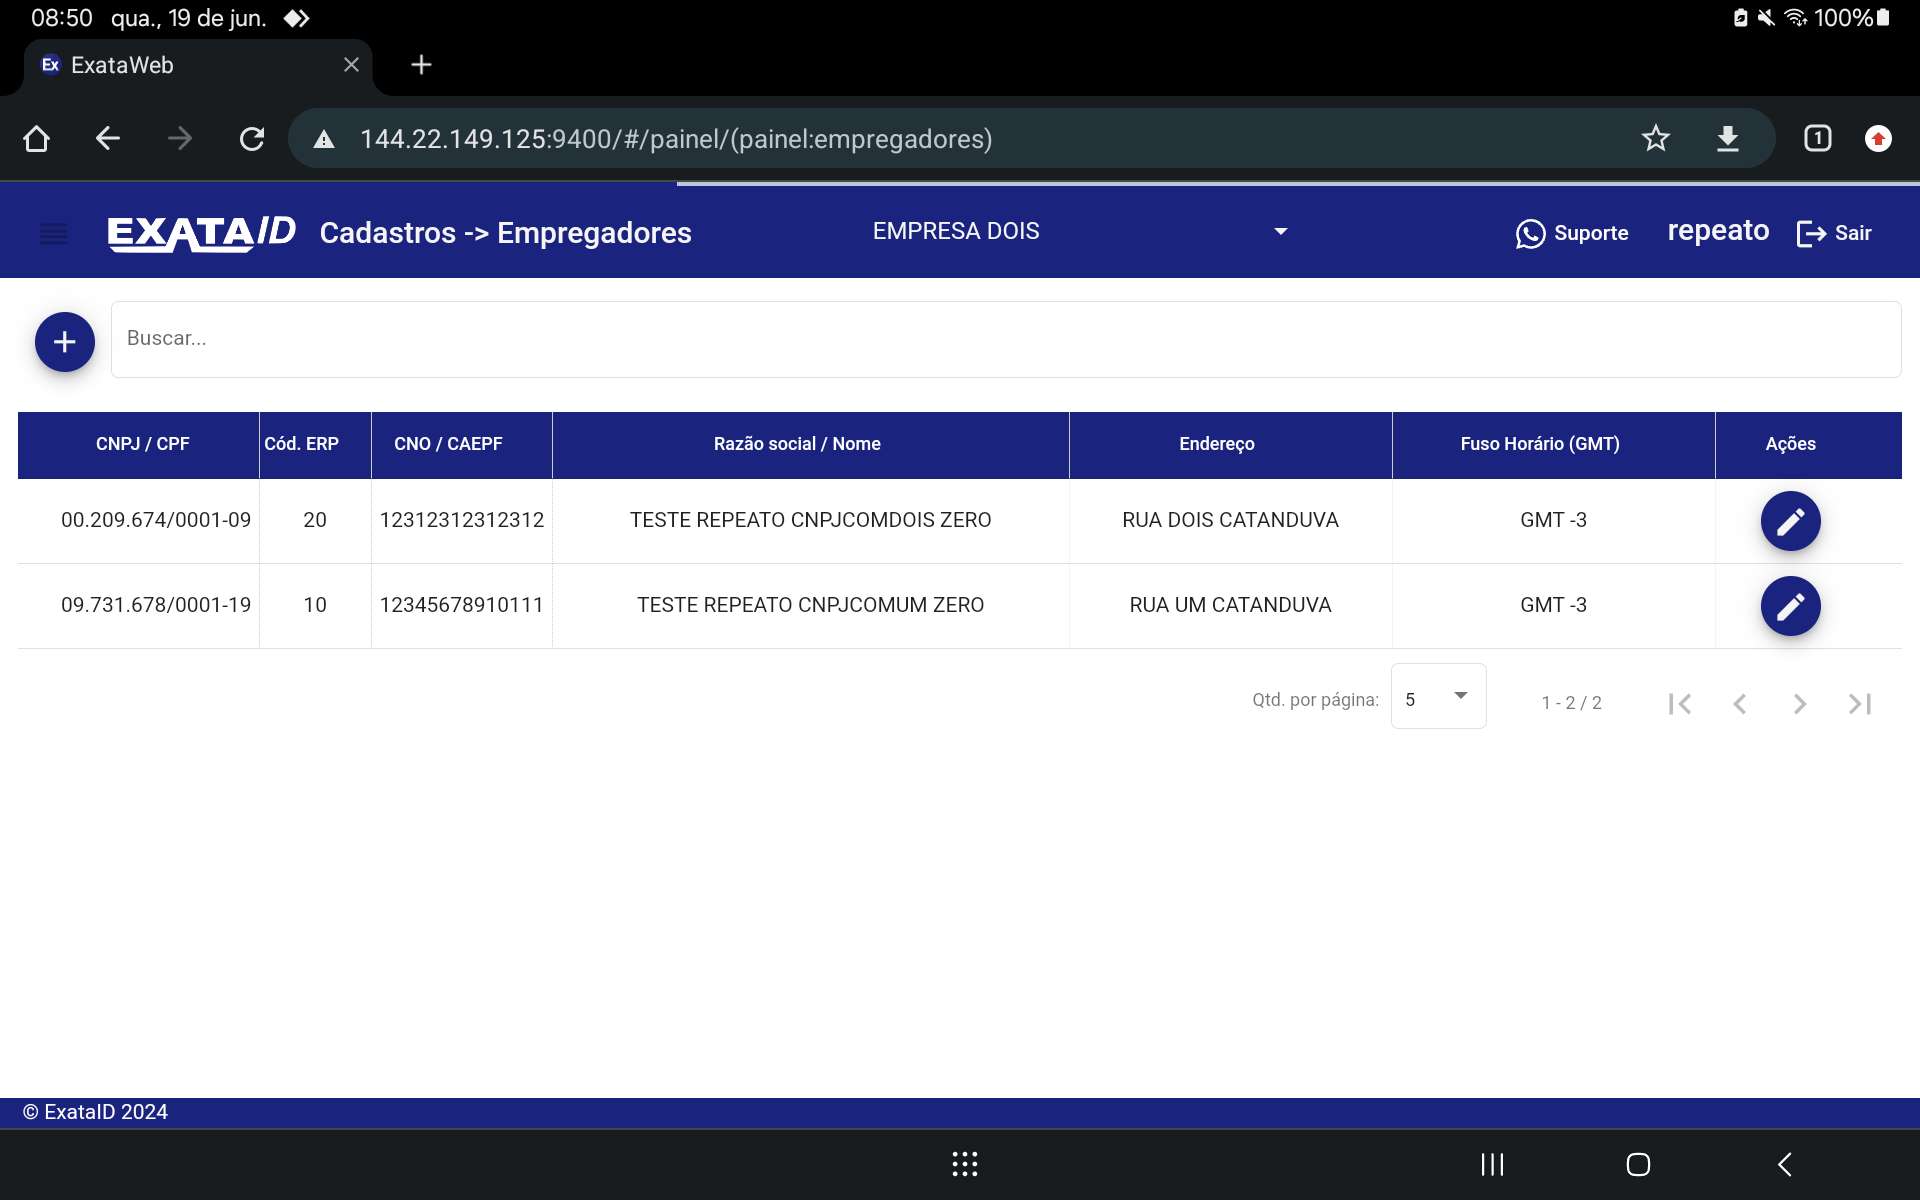 08:50 qua., 19 de jun. 100%
Ex ExataWeb
144.22.149.125:9400/#/painel/(painel:empregadores) 1
EXATAID Cadastros -> Empregadores EMPRESA DOIS Suporte repeato Sair
Buscar...
CNPJ / CPF Cód. ERP CNO / CAEPF Razão social / Nome Endereço Fuso Horário (GMT) Ações
00.209.674/0001-09 20 12312312312312 TESTE REPEATO CNPJCOMDOIS ZERO RUA DOIS CATANDUVA GMT -3
09.731.678/0001-19 10 12345678910111 TESTE REPEATO CNPJCOMUM ZERO RUA UM CATANDUVA GMT -3
Qtd. por página: 5 1 - 2 / 2
© ExataID 2024